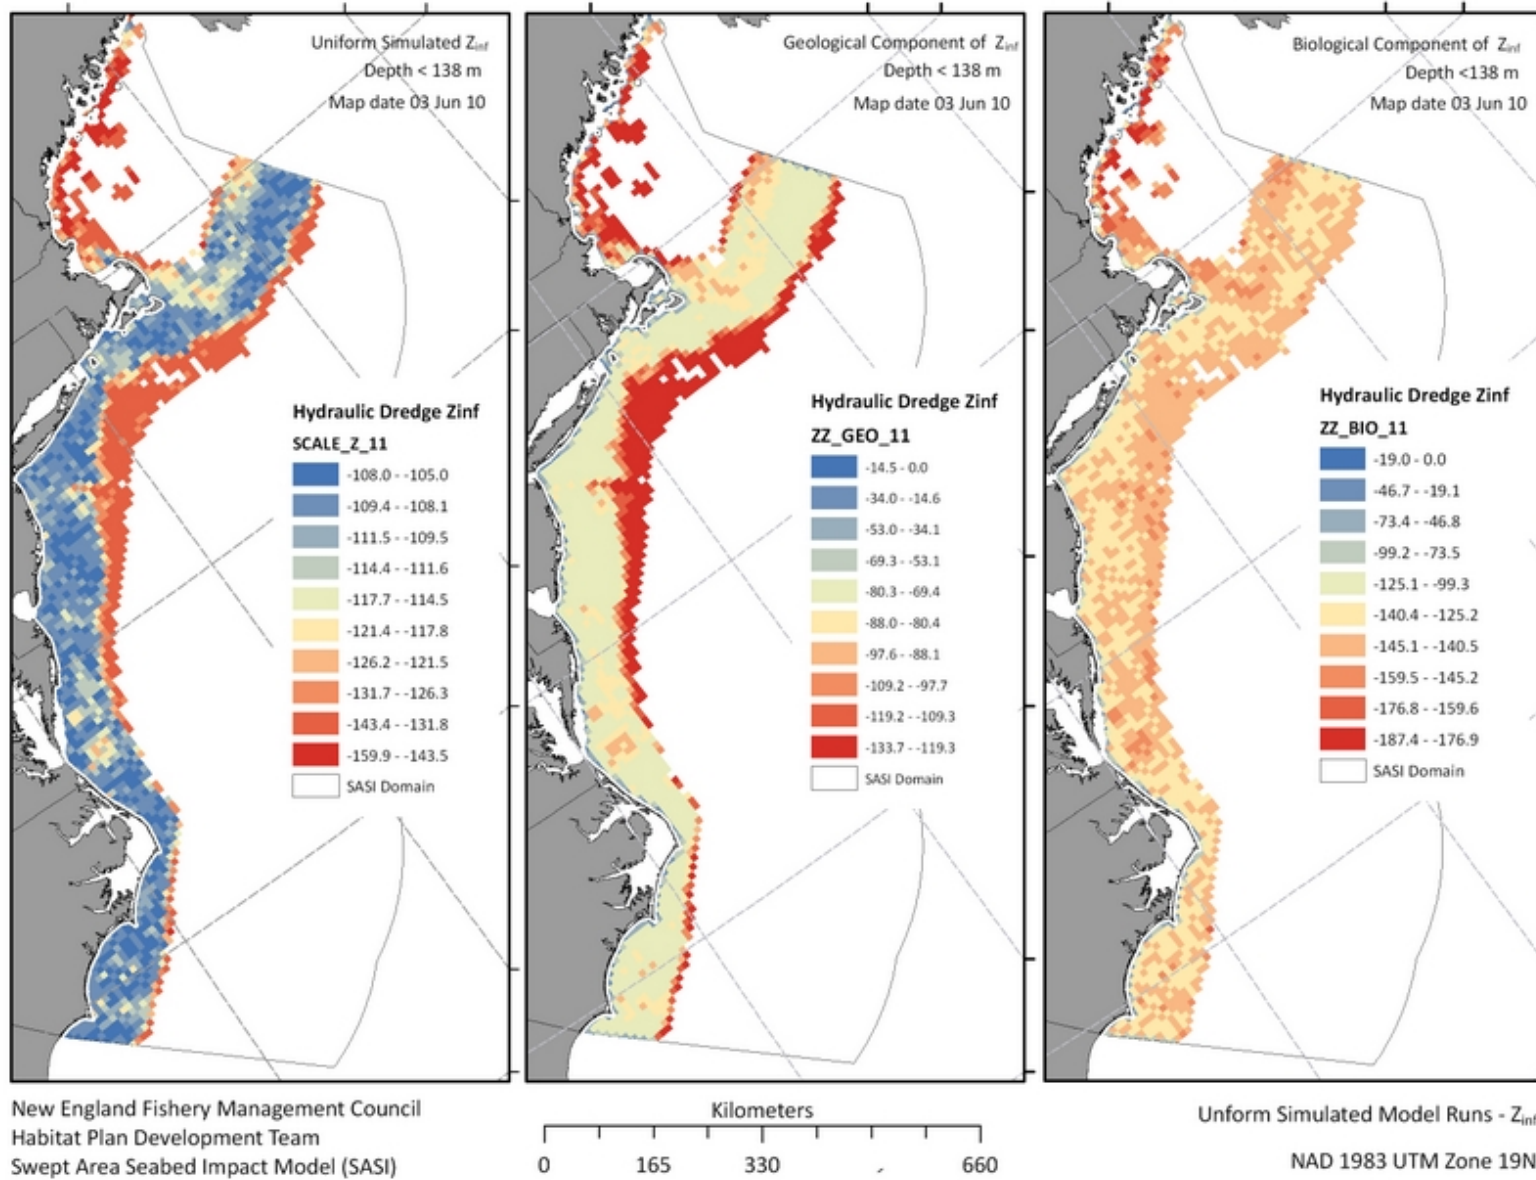 Uniform Simulated Zinf
Depth < 138 m
Map date 03 Jun 10
Hydraulic Dredge Zinf
SCALE_Z_11
-108.0 - -105.0
-109.4 - -108.1
-111.5 - -109.5
-114.4 - -111.6
-117.7 - -114.5
-121.4 - -117.8
-126.2 - -121.5
-131.7 - -126.3
-143.4 - -131.8
-159.9 - -143.5
SASI Domain
Geological Component of Zinf
Depth < 138 m
Map date 03 Jun 10
Hydraulic Dredge Zinf
ZZ_GEO_11
-14.5 - 0.0
-34.0 - -14.6
-53.0 - -34.1
-69.3 - -53.1
-80.3 - -69.4
-88.0 - -80.4
-97.6 - -88.1
-109.2 - -97.7
-119.2 - -109.3
-133.7 - -119.3
SASI Domain
Biological Component of Zinf
Depth <138 m
Map date 03 Jun 10
Hydraulic Dredge Zinf
ZZ_BIO_11
-19.0 - 0.0
-46.7 - -19.1
-73.4 - -46.8
-99.2 - -73.5
-125.1 - -99.3
-140.4 - -125.2
-145.1 - -140.5
-159.5 - -145.2
-176.8 - -159.6
-187.4 - -176.9
SASI Domain
New England Fishery Management Council
Habitat Plan Development Team
Swept Area Seabed Impact Model (SASI)
Kilometers
0 165 330 660
Unform Simulated Model Runs - Zinf
NAD 1983 UTM Zone 19N